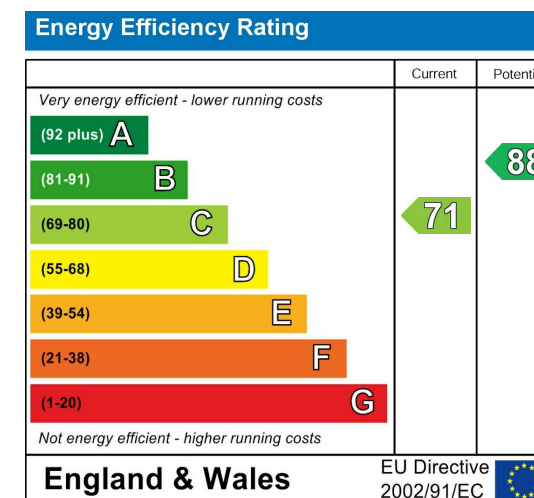 Energy Efficiency Rating
Current Potenti
Very energy efficient - lower running costs
(92 plus) A
(81-91) B 88
(69-80) C 71
(55-68) D
(39-54) E
(21-38) F
(1-20) G
Not energy efficient - higher running costs
England & Wales
EU Directive
2002/91/EC